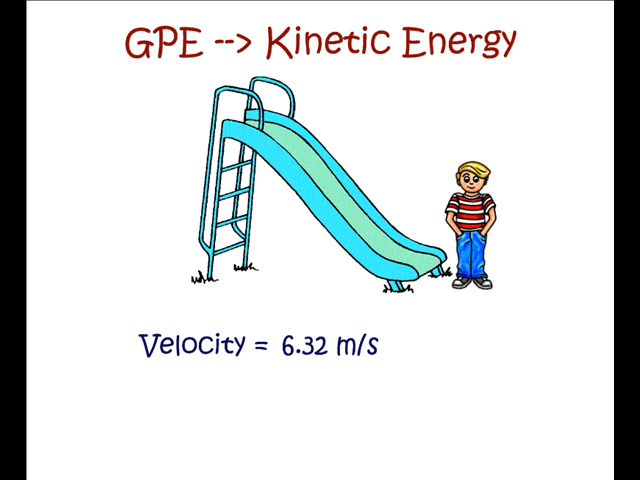 GPE --> Kinetic Energy
Velocity = 6.32 m/s